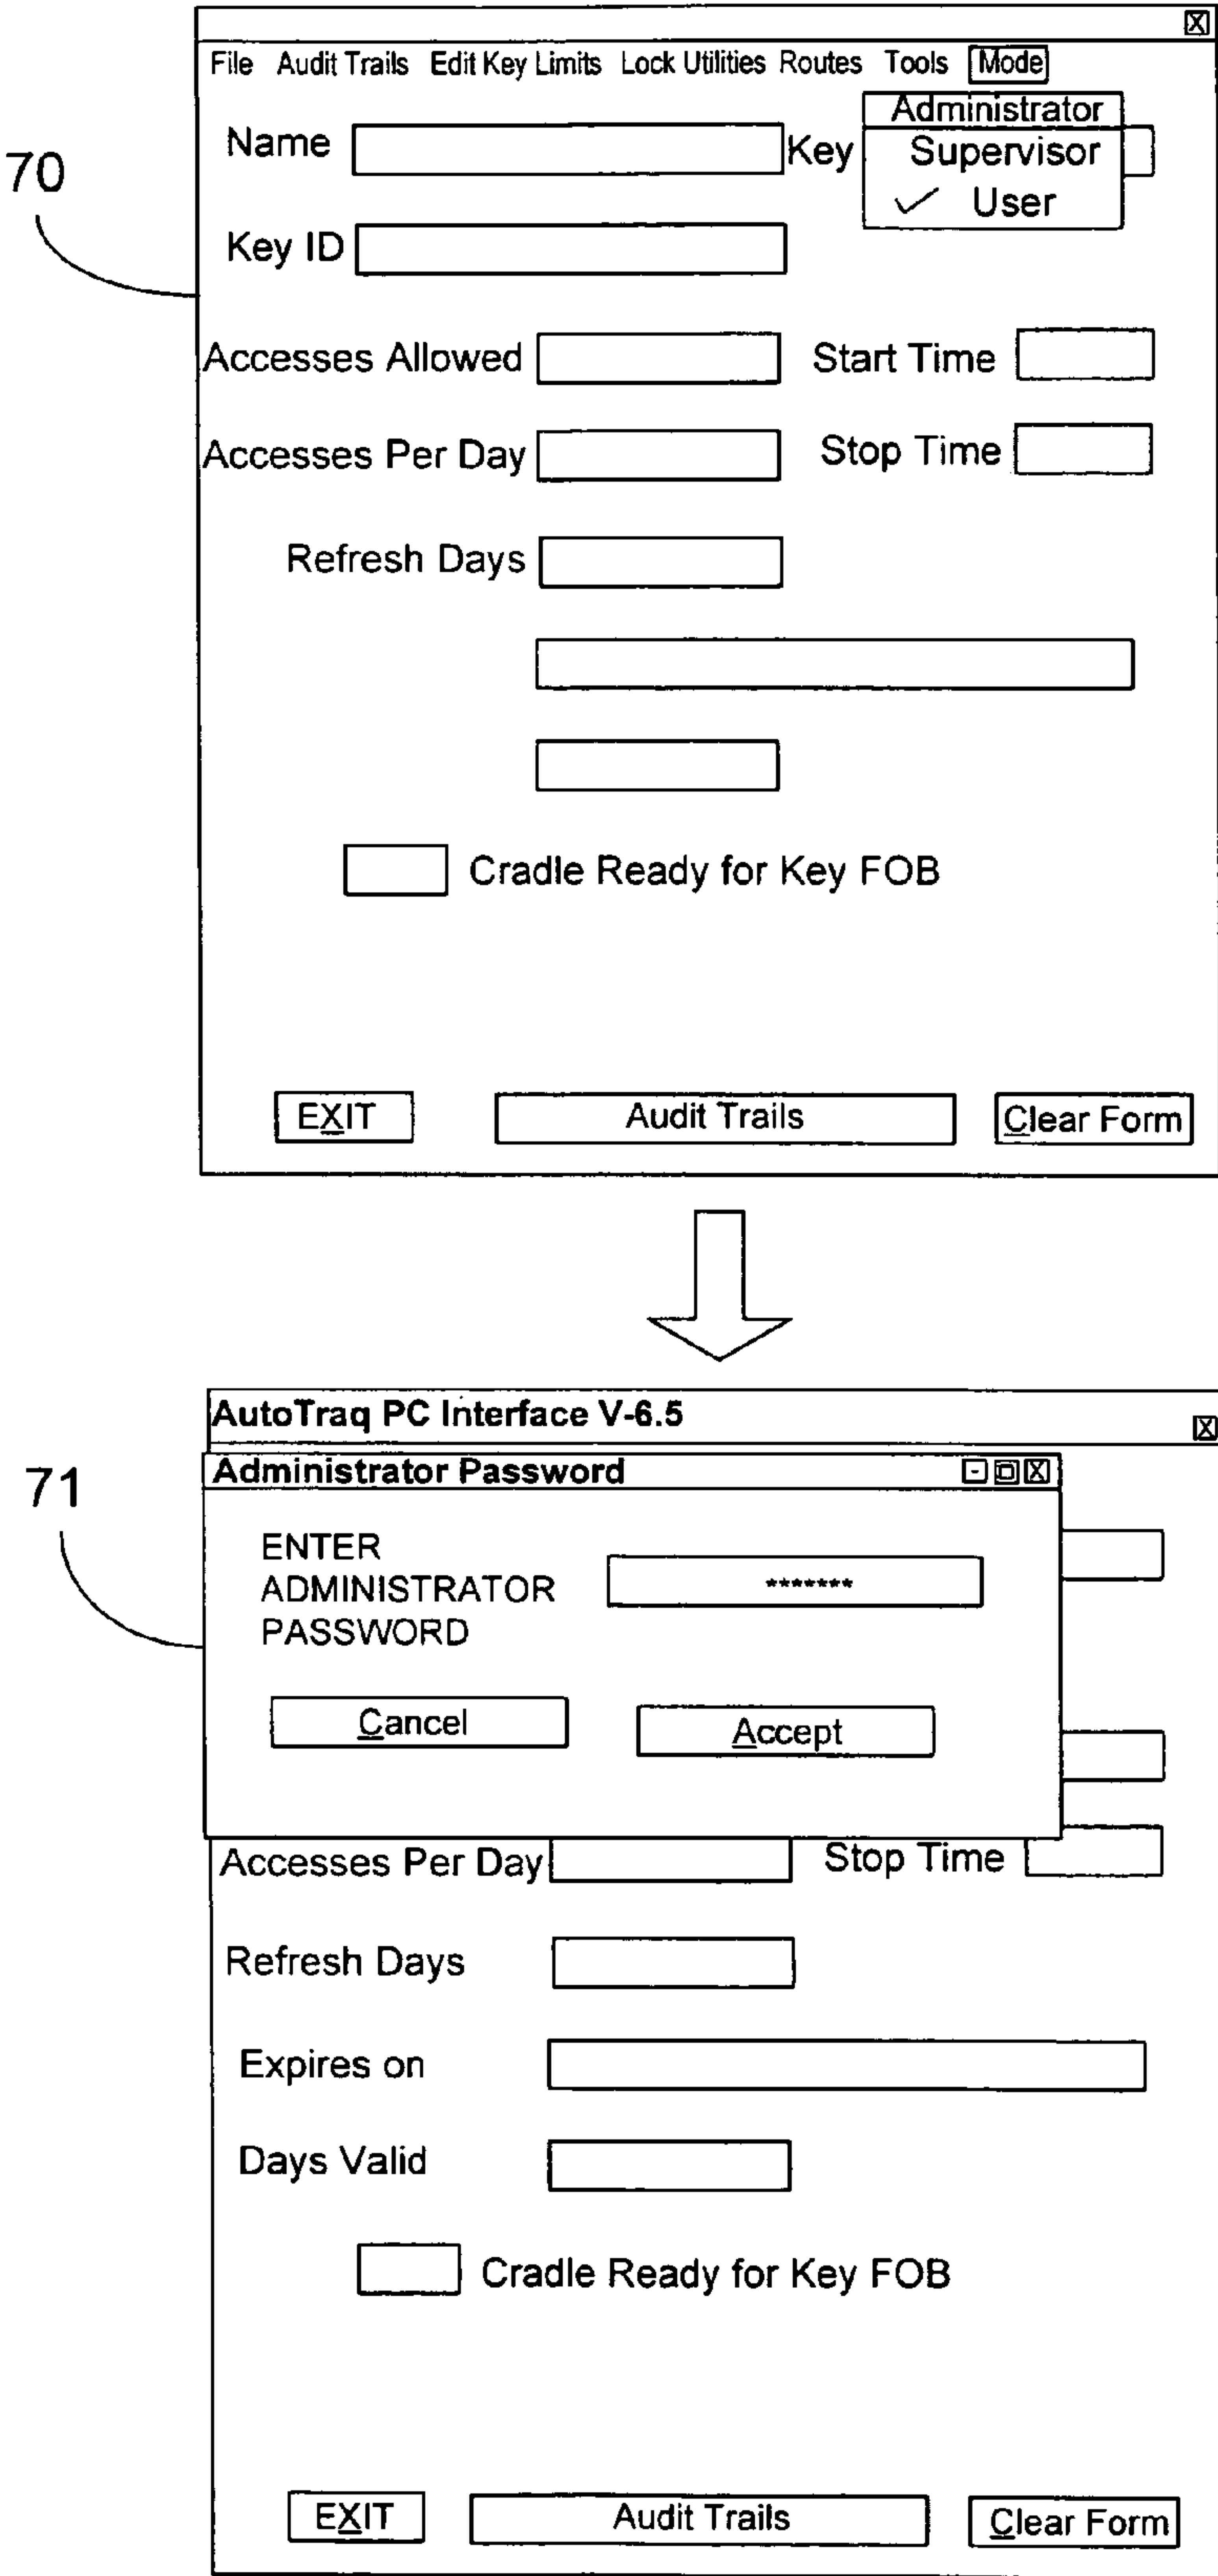 File Audit Trails Edit Key Limits Lock Utilities Routes Tools Mode
Administrator
Name Key Supervisor
User
70
Key ID
Accesses Allowed Start Time
Accesses Per Day Stop Time
Refresh Days
Cradle Ready for Key FOB
EXIT Audit Trails Clear Form
AutoTraq PC Interface V-6.5
Administrator Password
71
ENTER
ADMINISTRATOR
PASSWORD
*******
Cancel Accept
Accesses Per Day Stop Time
Refresh Days
Expires on
Days Valid
Cradle Ready for Key FOB
EXIT Audit Trails Clear Form